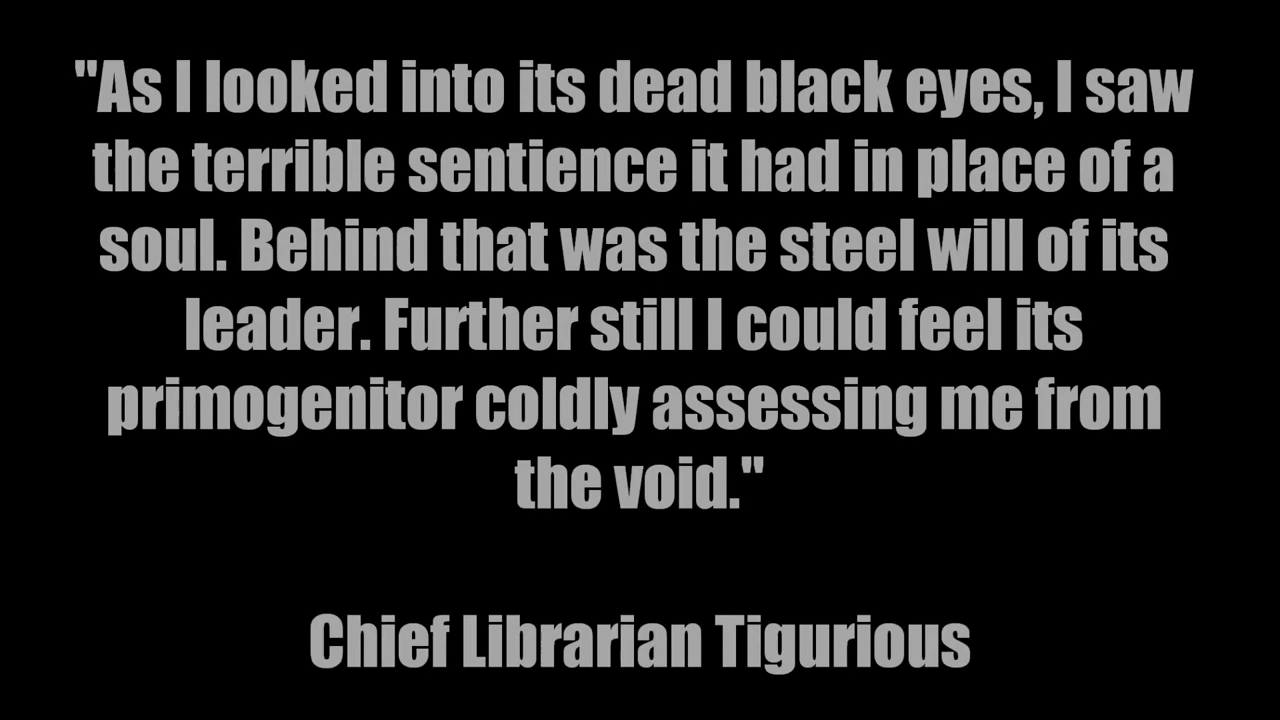 "As I looked into its dead black eyes, I saw
the terrible sentience it had in place of a
soul. Behind that was the steel will of its
leader. Further still I could feel its
primogenitor coldly assessing me from
the void."
Chief Librarian Tigurious